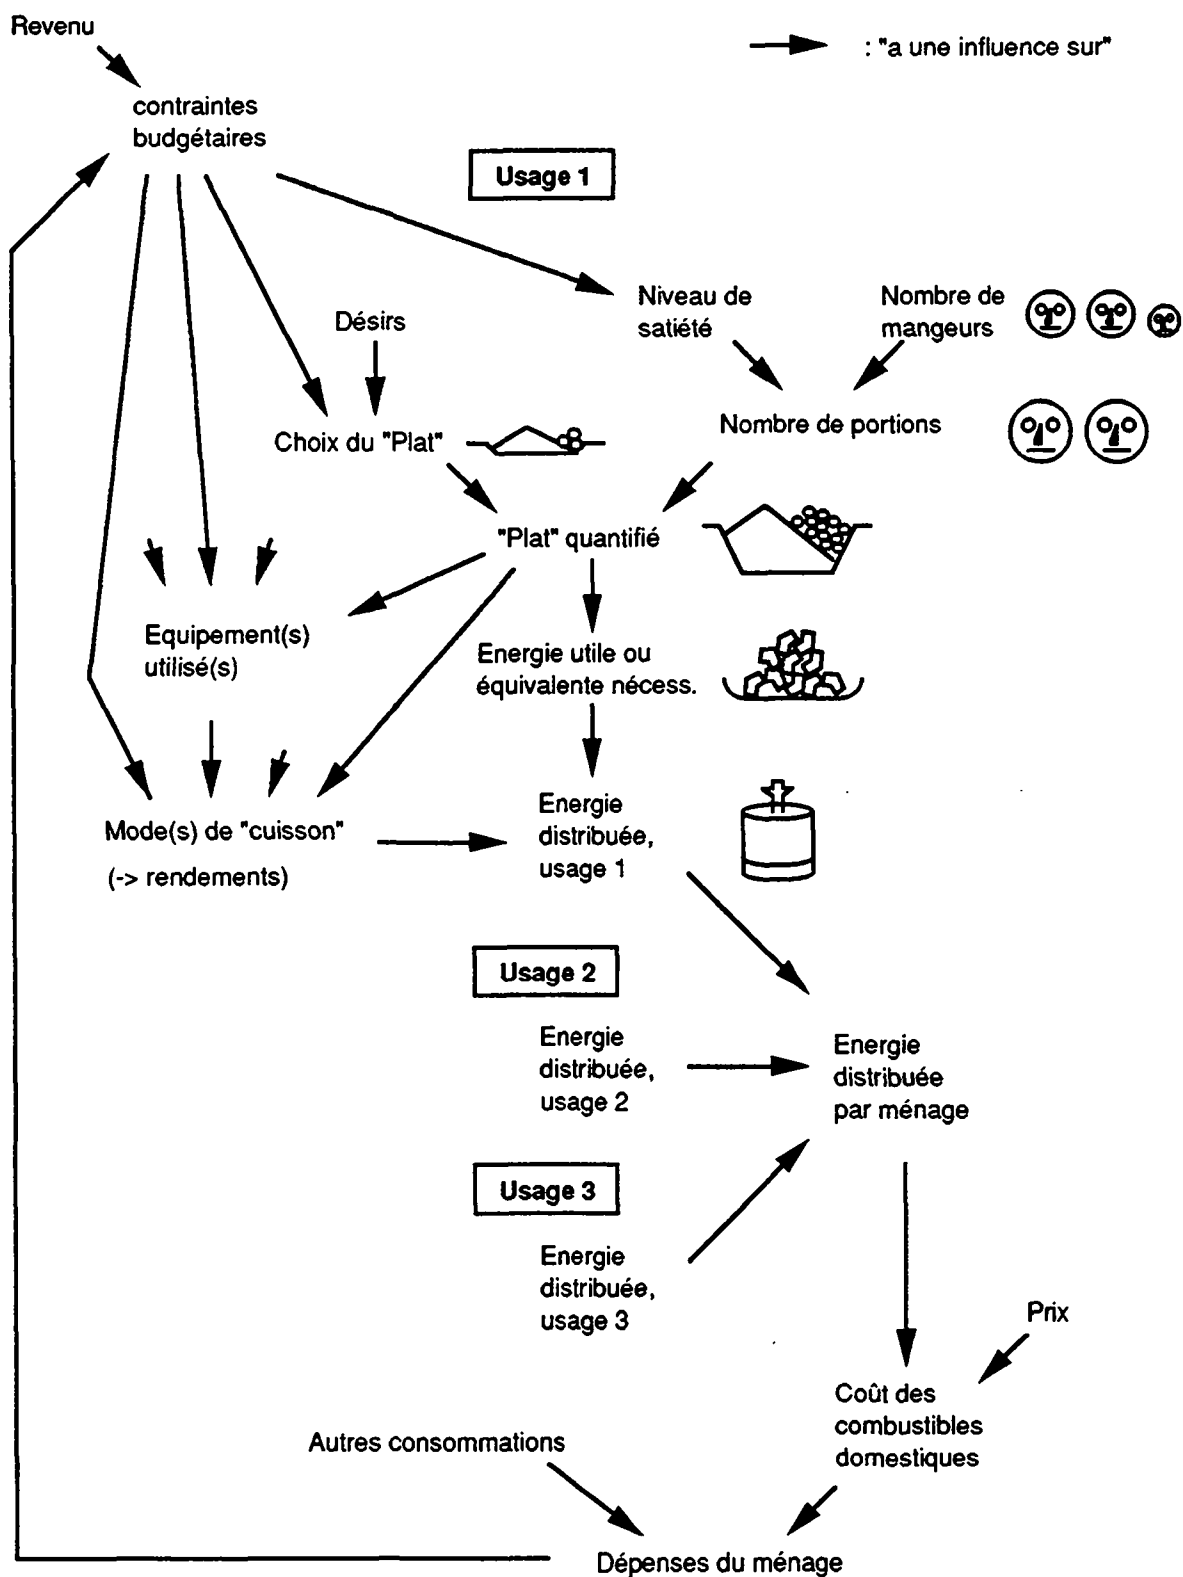 Revenu
: "a une influence sur"
contraintes
budgétaires
Usage 1
Niveau de
satiété
Nombre de
mangeurs
Désirs
Choix du "Plat"
Nombre de portions
"Plat" quantifié
Equipement(s)
utilisé(s)
Energie utile ou
équivalente nécess.
Mode(s) de "cuisson"
(-> rendements)
Energie
distribuée,
usage 1
Usage 2
Energie
distribuée,
usage 2
Energie
distribuée
par ménage
Usage 3
Energie
distribuée,
usage 3
Prix
Coût des
combustibles
domestiques
Autres consommations
Dépenses du ménage